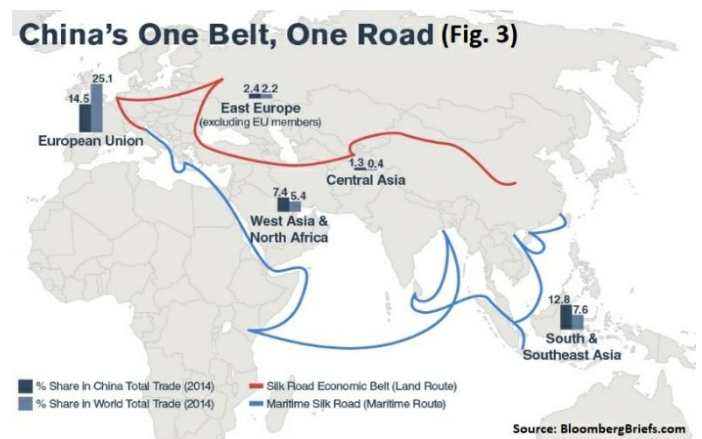 China's One Belt, One Road (Fig. 3)
25.1
14.5
European Union
2.4 2.2
East Europe
(excluding EU members)
1.3 0.4
Central Asia
7.4 5.4
West Asia &
North Africa
12.8
7.6
South &
Southeast Asia
% Share in China Total Trade (2014)
Silk Road Economic Belt (Land Route)
% Share in World Total Trade (2014)
Maritime Silk Road (Maritime Route)
Source: BloombergBriefs.com